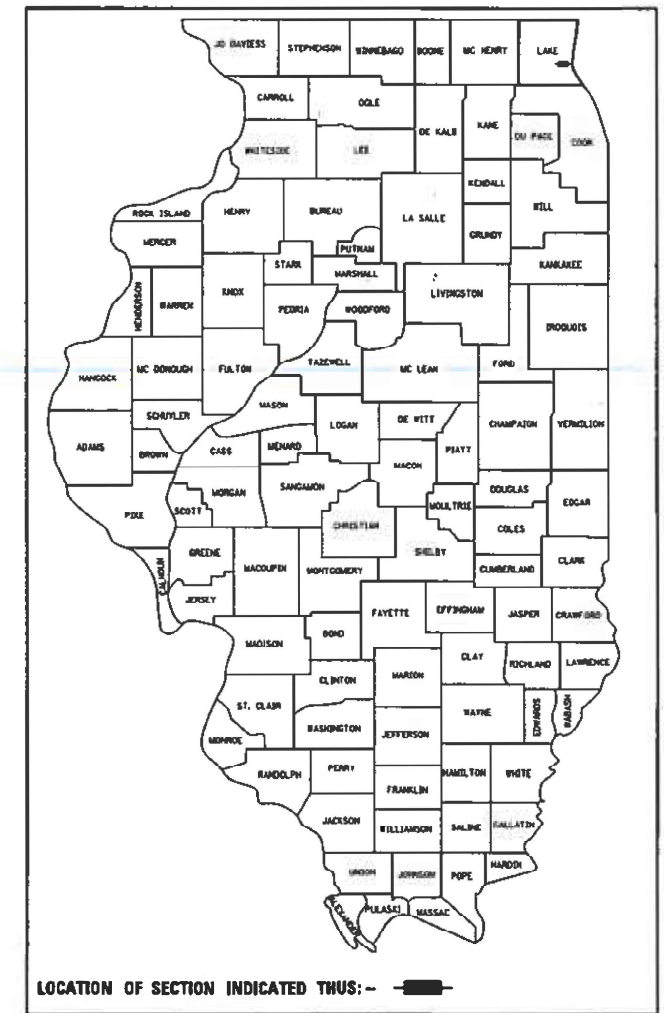 JO DAVIESS STEPHENSON WINNEBAGO BOONE MC HENRY LAKE
CARROLL OGLE
DE KALB KANE DU PAGE COOK
WHITESIDE LEE
KENDALL
WILL
ROCK ISLAND HENRY BUREAU LA SALLE
GRUNDY
MERCER PUTNAM
STARK MARSHALL KANKAKEE
HENDERSON WARREN KNOX PEORIA WOODFORD LIVINGSTON
IROQUOIS
HANCOCK MC DONOUGH FULTON TAZEWELL MC LEAN FORD
MASON
SCHUYLER LOGAN DE WITT CHAMPAIGN VERMILION
ADAMS BROWN CASS MENARD PIATT
MACON
MORGAN SANGAMON DOUGLAS
PIKE SCOTT MOULTRIE EDGAR
CHRISTIAN COLES
GREENE SHELBY
CALHOUN MACOUPIN MONTGOMERY CUMBERLAND CLARK
JERSEY
FAYETTE EFFINGHAM JASPER CRAWFORD
MADISON BOND
CLAY RICHLAND LAWRENCE
CLINTON MARION
ST. CLAIR WAYNE EDWARDS WABASH
WASHINGTON JEFFERSON
MONROE
RANDOLPH PERRY HAMILTON WHITE
FRANKLIN
JACKSON WILLIAMSON SALINE GALLATIN
UNION JOHNSON POPE HARDIN
ALEXANDER PULASKI MASSAC
LOCATION OF SECTION INDICATED THUS:-